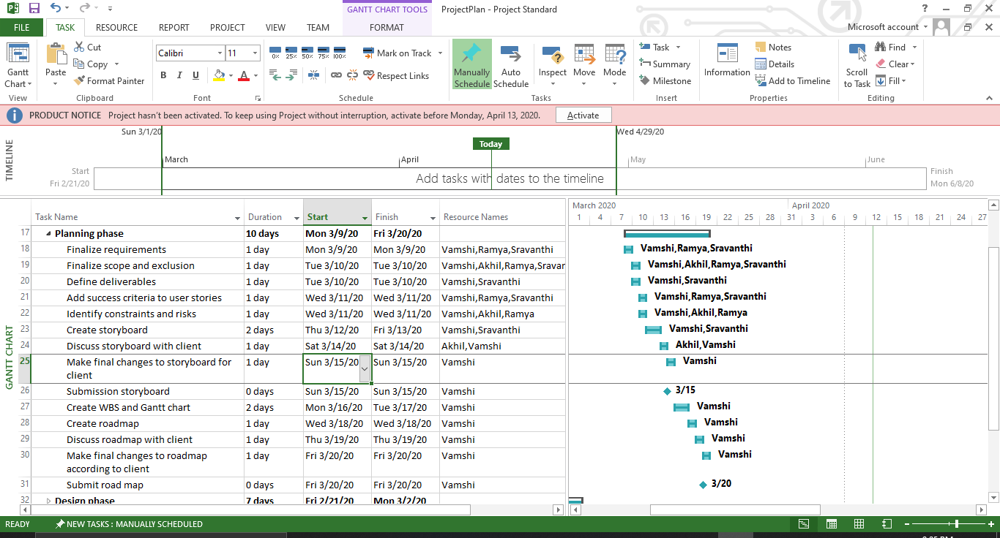 GANTT CHART TOOLS
ProjectPlan - Project Standard
?
FILE TASK RESOURCE REPORT PROJECT VIEW TEAM FORMAT
Microsoft account
Gantt Chart
View
Paste
Cut
Copy
Format Painter
Clipboard
Calibri 11
B I U A
Font
0% 25% 50% 75% 100%
Mark on Track
Respect Links
Schedule
Manually Schedule
Auto Schedule
Inspect
Move
Mode
Tasks
Task
Summary
Milestone
Insert
Information
Notes
Details
Add to Timeline
Properties
Scroll to Task
Find
Clear
Fill
Editing
PRODUCT NOTICE Project hasn't been activated. To keep using Project without interruption, activate before Monday, April 13, 2020. Activate
TIMELINE
Sun 3/1/20 Wed 4/29/20
Today
March April May June
Start
Fri 2/21/20
Add tasks with dates to the timeline
Finish
Mon 6/8/20
GANTT CHART
Task Name Duration Start Finish Resource Names
March 2020 April 2020
1 4 7 10 13 16 19 22 25 28 31 3 6 9 12 15 18 21 24 27
17 Planning phase 10 days Mon 3/9/20 Fri 3/20/20
18 Finalize requirements 1 day Mon 3/9/20 Mon 3/9/20 Vamshi,Ramya,Sravanthi Vamshi,Ramya,Sravanthi
19 Finalize scope and exclusion 1 day Tue 3/10/20 Tue 3/10/20 Vamshi,Akhil,Ramya,Sravar Vamshi,Akhil,Ramya,Sravanthi
20 Define deliverables 1 day Tue 3/10/20 Tue 3/10/20 Vamshi,Sravanthi Vamshi,Sravanthi
21 Add success criteria to user stories 1 day Wed 3/11/20 Wed 3/11/20 Vamshi,Ramya,Sravanthi Vamshi,Ramya,Sravanthi
22 Identify constraints and risks 1 day Wed 3/11/20 Wed 3/11/20 Vamshi,Akhil,Ramya Vamshi,Akhil,Ramya
23 Create storyboard 2 days Thu 3/12/20 Fri 3/13/20 Vamshi,Sravanthi Vamshi,Sravanthi
24 Discuss storyboard with client 1 day Sat 3/14/20 Sat 3/14/20 Akhil,Vamshi Akhil,Vamshi
25 Make final changes to storyboard for client 1 day Sun 3/15/20 Sun 3/15/20 Vamshi Vamshi
26 Submission storyboard 0 days Sun 3/15/20 Sun 3/15/20 Vamshi 3/15
27 Create WBS and Gantt chart 2 days Mon 3/16/20 Tue 3/17/20 Vamshi Vamshi
28 Create roadmap 1 day Wed 3/18/20 Wed 3/18/20 Vamshi Vamshi
29 Discuss roadmap with client 1 day Thu 3/19/20 Thu 3/19/20 Vamshi Vamshi
30 Make final changes to roadmap according to client 1 day Fri 3/20/20 Fri 3/20/20 Vamshi Vamshi
31 Submit road map 0 days Fri 3/20/20 Fri 3/20/20 Vamshi 3/20
32 Design phase 7 days Fri 2/21/20 Mon 3/2/20
READY NEW TASKS : MANUALLY SCHEDULED